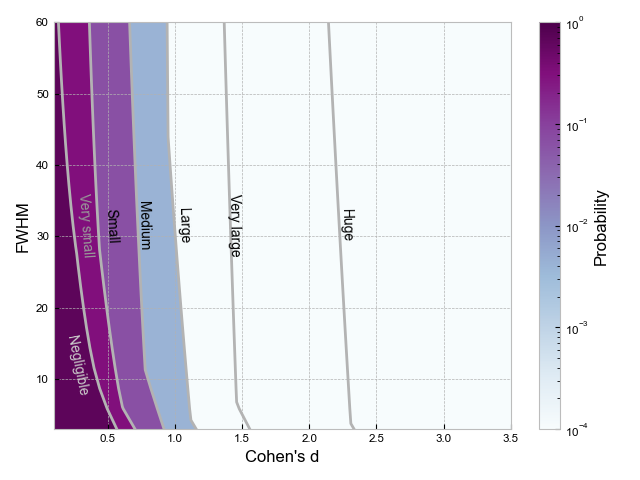 60
50
40
30
20
10
FWHM
0.5
1.0
1.5
2.0
2.5
3.0
3.5
Cohen's d
Negligible
Very small
Small
Medium
Large
Very large
Huge
10⁰
10⁻¹
10⁻²
10⁻³
10⁻⁴
Probability